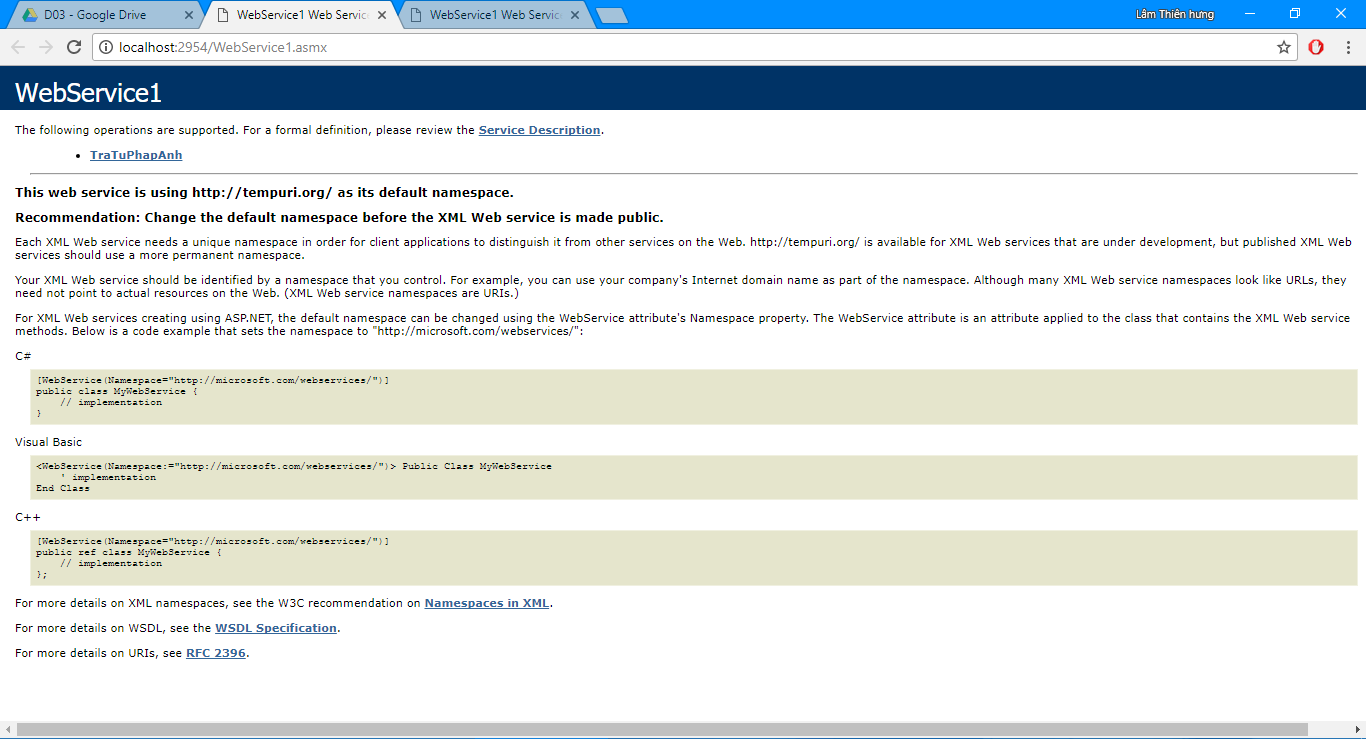 D03 - Google Drive
WebService1 Web Servic
WebService1 Web Servic
Lâm Thiên hưng
localhost:2954/WebService1.asmx
WebService1
The following operations are supported. For a formal definition, please review the Service Description.
• TraTuPhapAnh
This web service is using http://tempuri.org/ as its default namespace.
Recommendation: Change the default namespace before the XML Web service is made public.
Each XML Web service needs a unique namespace in order for client applications to distinguish it from other services on the Web. http://tempuri.org/ is available for XML Web services that are under development, but published XML Web
services should use a more permanent namespace.
Your XML Web service should be identified by a namespace that you control. For example, you can use your company's Internet domain name as part of the namespace. Although many XML Web service namespaces look like URLs, they
need not point to actual resources on the Web. (XML Web service namespaces are URIs.)
For XML Web services creating using ASP.NET, the default namespace can be changed using the WebService attribute's Namespace property. The WebService attribute is an attribute applied to the class that contains the XML Web service
methods. Below is a code example that sets the namespace to "http://microsoft.com/webservices/":
C#
[WebService(Namespace="http://microsoft.com/webservices/")]
public class MyWebService {
// implementation
}
Visual Basic
<WebService(Namespace:="http://microsoft.com/webservices/")> Public Class MyWebService
' implementation
End Class
C++
[WebService(Namespace="http://microsoft.com/webservices/")]
public ref class MyWebService {
// implementation
};
For more details on XML namespaces, see the W3C recommendation on Namespaces in XML.
For more details on WSDL, see the WSDL Specification.
For more details on URIs, see RFC 2396.